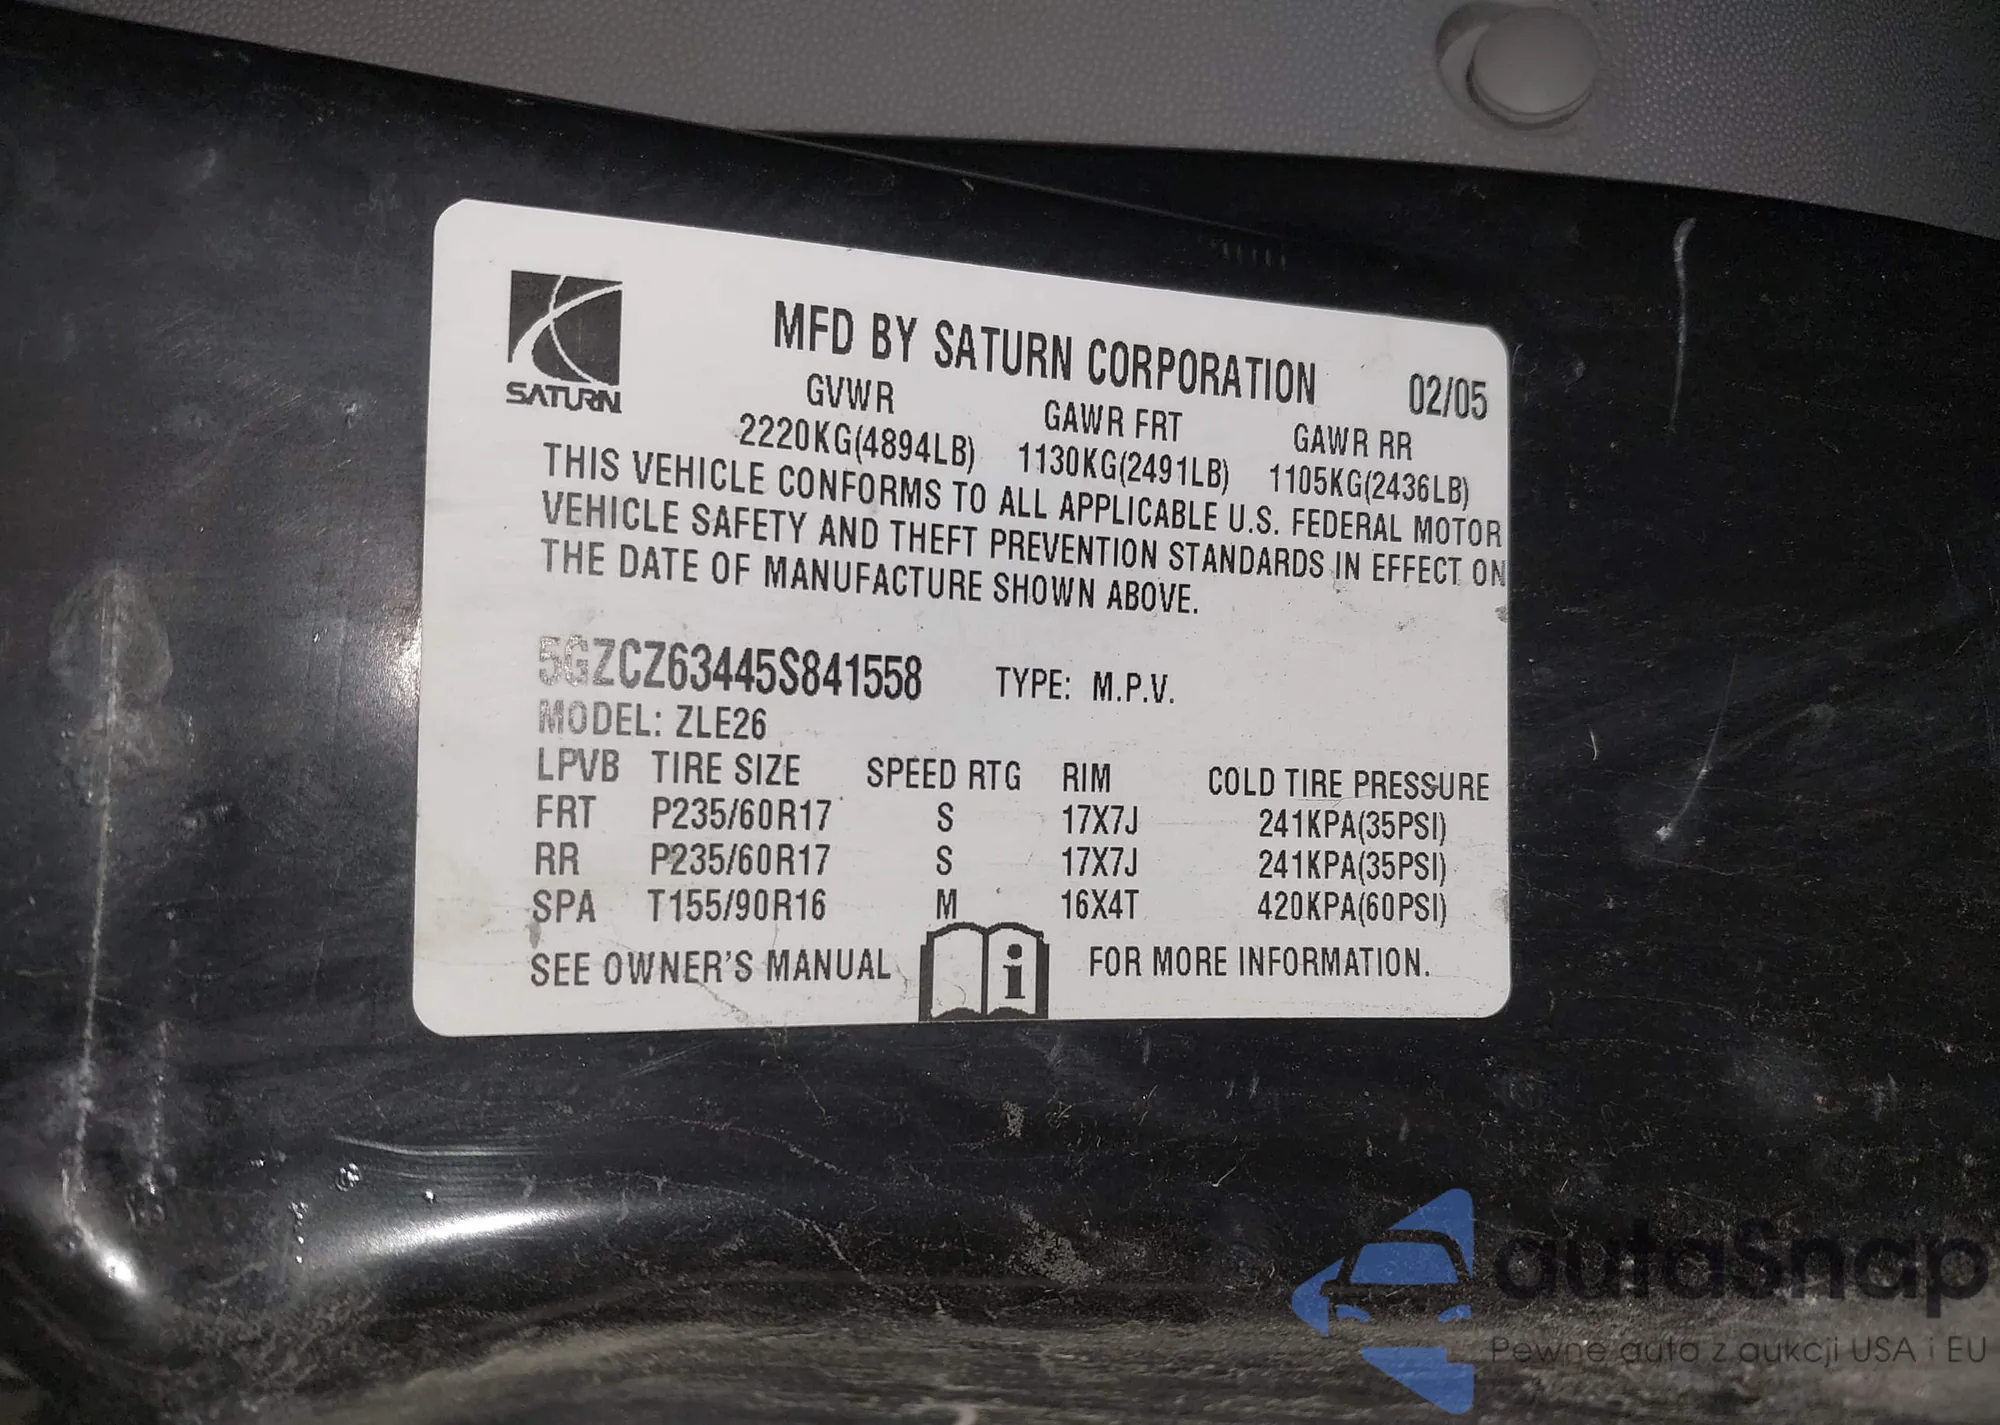 SATURN
MFD BY SATURN CORPORATION 02/05
GVWR GAWR FRT GAWR RR
2220KG(4894LB) 1130KG(2491LB) 1105KG(2436LB)
THIS VEHICLE CONFORMS TO ALL APPLICABLE U.S. FEDERAL MOTOR
VEHICLE SAFETY AND THEFT PREVENTION STANDARDS IN EFFECT ON
THE DATE OF MANUFACTURE SHOWN ABOVE.
5GZCZ63445S841558 TYPE: M.P.V.
MODEL: ZLE26
LPVB TIRE SIZE SPEED RTG RIM COLD TIRE PRESSURE
FRT P235/60R17 S 17X7J 241KPA(35PSI)
RR P235/60R17 S 17X7J 241KPA(35PSI)
SPA T155/90R16 M 16X4T 420KPA(60PSI)
SEE OWNER'S MANUAL i FOR MORE INFORMATION.
autaSnap
Pewne auta z aukcji USA i EU